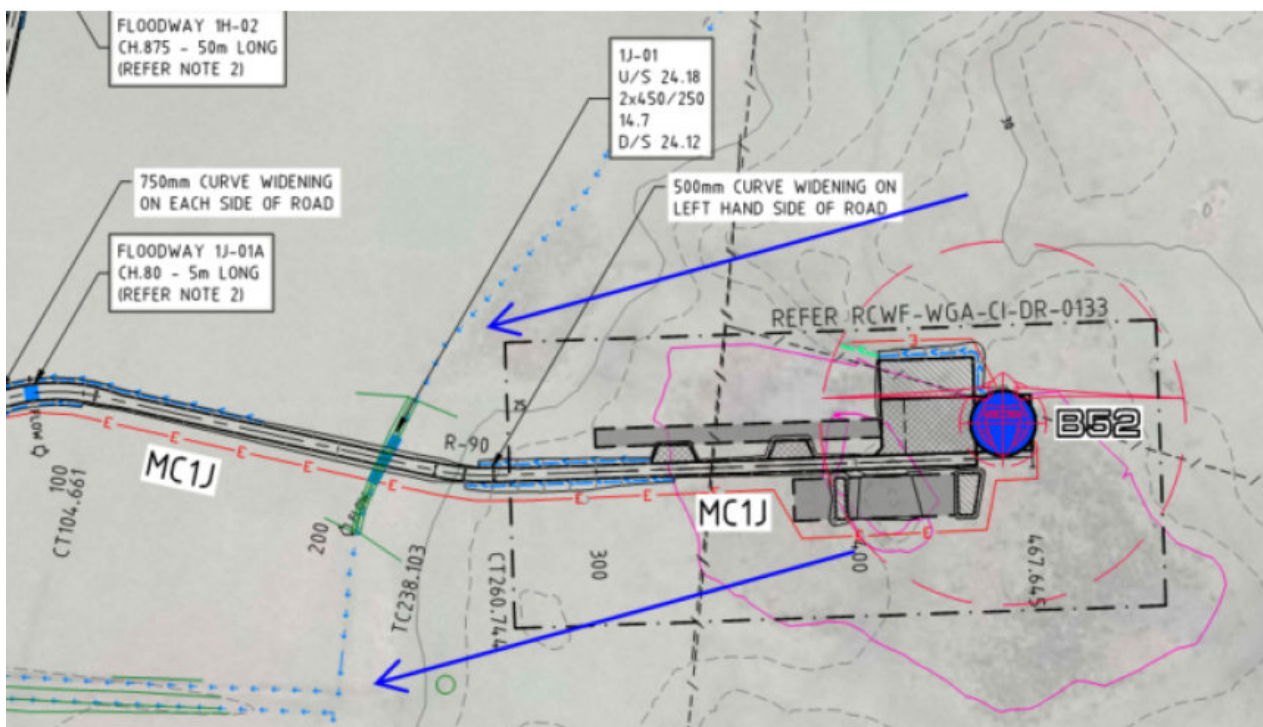 FLOODWAY 1H-02
CH.875 - 50m LONG
(REFER NOTE 2)
1J-01
U/S 24.18
2x450/250
14.7
D/S 24.12
750mm CURVE WIDENING
ON EACH SIDE OF ROAD
500mm CURVE WIDENING ON
LEFT HAND SIDE OF ROAD
FLOODWAY 1J-01A
CH.80 - 5m LONG
(REFER NOTE 2)
REFER RCWF-WGA-CI-DR-0133
30
25
B52
R-90
FLOW
MC1J
MC1J
E
E
E
E
E
E
E
E
E
E
100
CT104.661
200
TC238.103
CT260.744
300
400
467.645